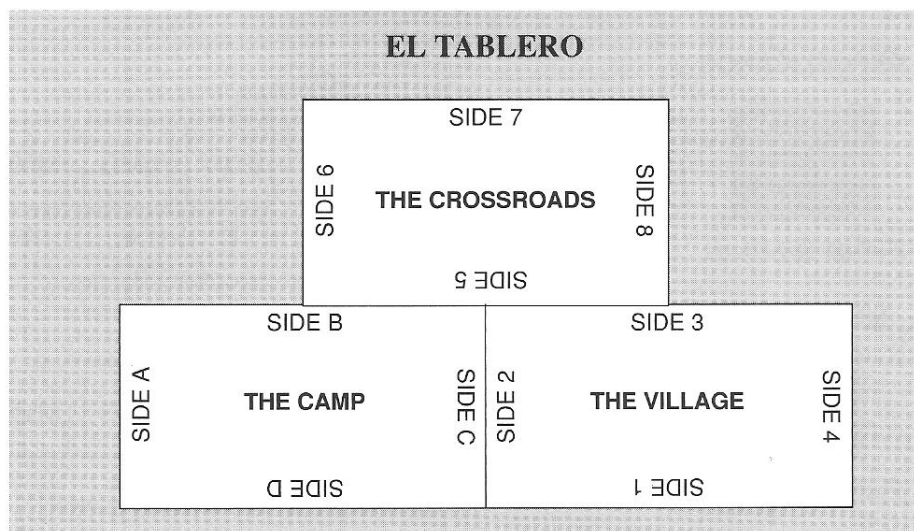 EL TABLERO
SIDE 7
SIDE 6
THE CROSSROADS
SIDE 8
SIDE 5
SIDE B
SIDE 3
SIDE A
THE CAMP
SIDE C
SIDE 2
THE VILLAGE
SIDE 4
SIDE D
SIDE 1